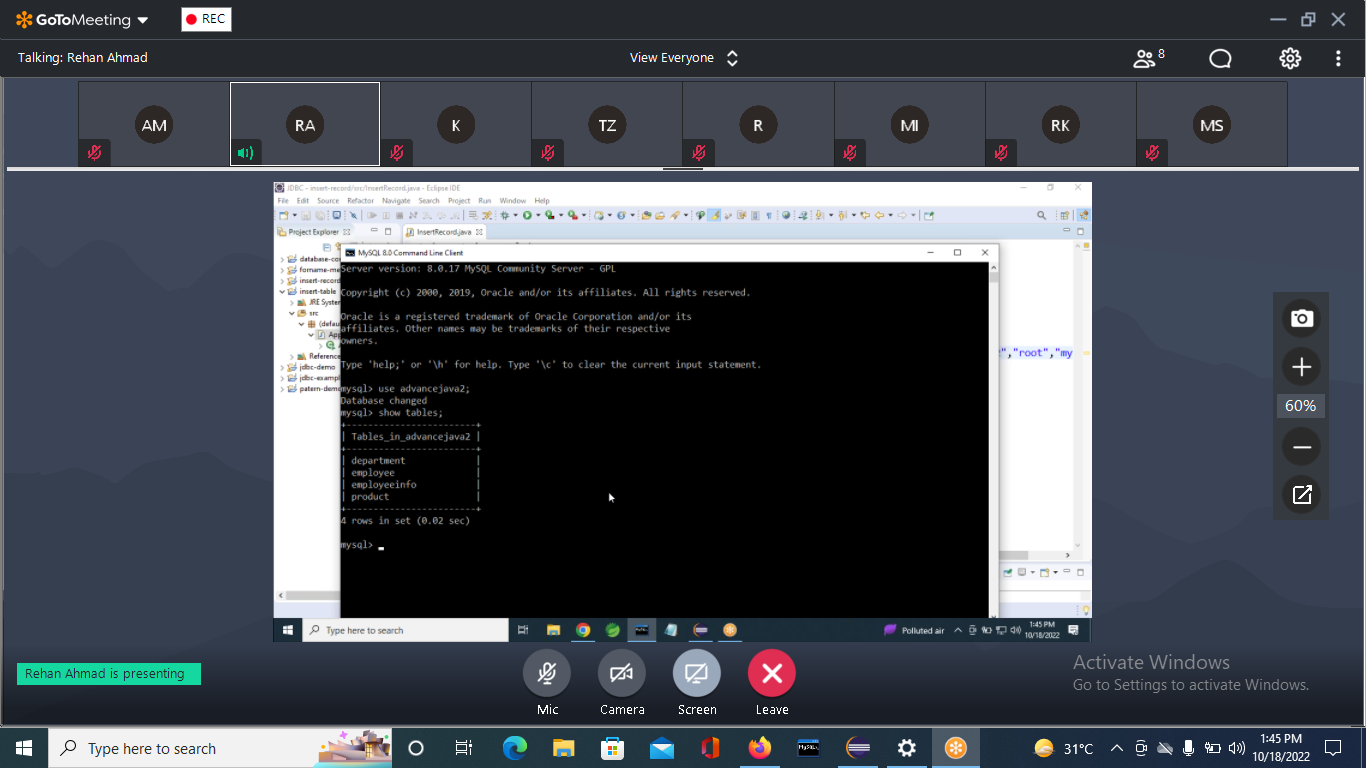 GoToMeeting
REC
Talking: Rehan Ahmad
View Everyone
8
AM
RA
K
TZ
R
MI
RK
MS
JDBC - insert-record/src/InsertRecord.java - Eclipse IDE
File Edit Source Refactor Navigate Search Project Run Window Help
Project Explorer
InsertRecord.java
database-co
forname-me
insert-record
insert-table
JRE System
src
(defau
App
Reference
jdbc-demo
jdbc-examp
patern-demo
MySQL 8.0 Command Line Client
Server version: 8.0.17 MySQL Community Server - GPL
Copyright (c) 2000, 2019, Oracle and/or its affiliates. All rights reserved.
Oracle is a registered trademark of Oracle Corporation and/or its
affiliates. Other names may be trademarks of their respective
owners.
Type 'help;' or '\h' for help. Type '\c' to clear the current input statement.
mysql> use advancejava2;
Database changed
mysql> show tables;
+------------------------+
| Tables_in_advancejava2 |
+------------------------+
| department |
| employee |
| employeeinfo |
| product |
+------------------------+
4 rows in set (0.02 sec)
mysql>
","root","my
60%
Type here to search
Polluted air
1:45 PM
10/18/2022
Rehan Ahmad is presenting
Mic
Camera
Screen
Leave
Activate Windows
Go to Settings to activate Windows.
Type here to search
MySQL
31°C
1:45 PM
10/18/2022